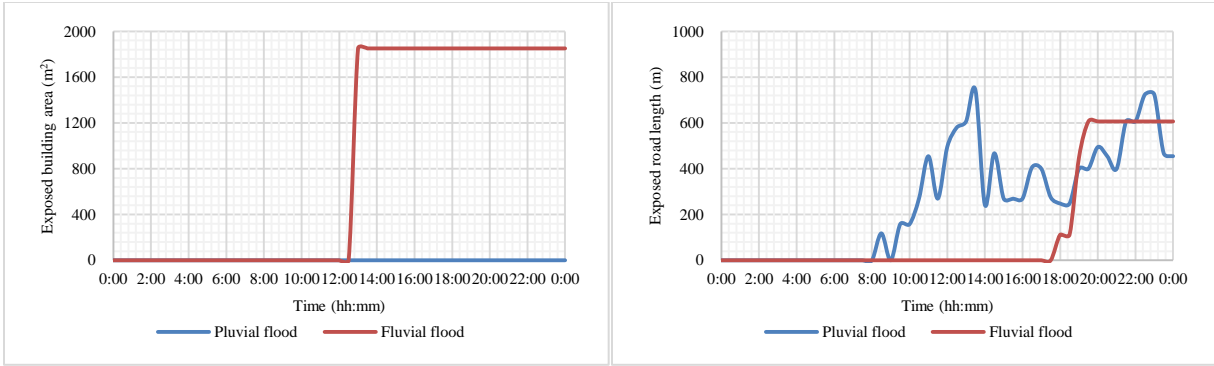 2000
1600
1200
800
400
0
Exposed building area (m²)
0:00 2:00 4:00 6:00 8:00 10:00 12:00 14:00 16:00 18:00 20:00 22:00 0:00
Time (hh:mm)
Pluvial flood Fluvial flood
1000
800
600
400
200
0
Exposed road length (m)
0:00 2:00 4:00 6:00 8:00 10:00 12:00 14:00 16:00 18:00 20:00 22:00 0:00
Time (hh:mm)
Pluvial flood Fluvial flood